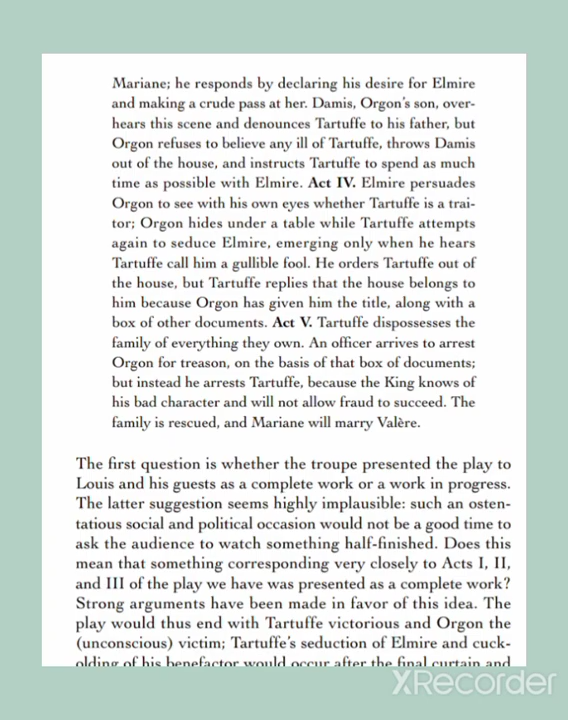 Mariane; he responds by declaring his desire for Elmire
and making a crude pass at her. Damis, Orgon's son, over-
hears this scene and denounces Tartuffe to his father, but
Orgon refuses to believe any ill of Tartuffe, throws Damis
out of the house, and instructs Tartuffe to spend as much
time as possible with Elmire. Act IV. Elmire persuades
Orgon to see with his own eyes whether Tartuffe is a trai-
tor; Orgon hides under a table while Tartuffe attempts
again to seduce Elmire, emerging only when he hears
Tartuffe call him a gullible fool. He orders Tartuffe out of
the house, but Tartuffe replies that the house belongs to
him because Orgon has given him the title, along with a
box of other documents. Act V. Tartuffe dispossesses the
family of everything they own. An officer arrives to arrest
Orgon for treason, on the basis of that box of documents;
but instead he arrests Tartuffe, because the King knows of
his bad character and will not allow fraud to succeed. The
family is rescued, and Mariane will marry Valère.
The first question is whether the troupe presented the play to
Louis and his guests as a complete work or a work in progress.
The latter suggestion seems highly implausible: such an osten-
tatious social and political occasion would not be a good time to
ask the audience to watch something half-finished. Does this
mean that something corresponding very closely to Acts I, II,
and III of the play we have was presented as a complete work?
Strong arguments have been made in favor of this idea. The
play would thus end with Tartuffe victorious and Orgon the
(unconscious) victim; Tartuffe's seduction of Elmire and cuck-
olding of his benefactor would occur after the final curtain and
XRecorder